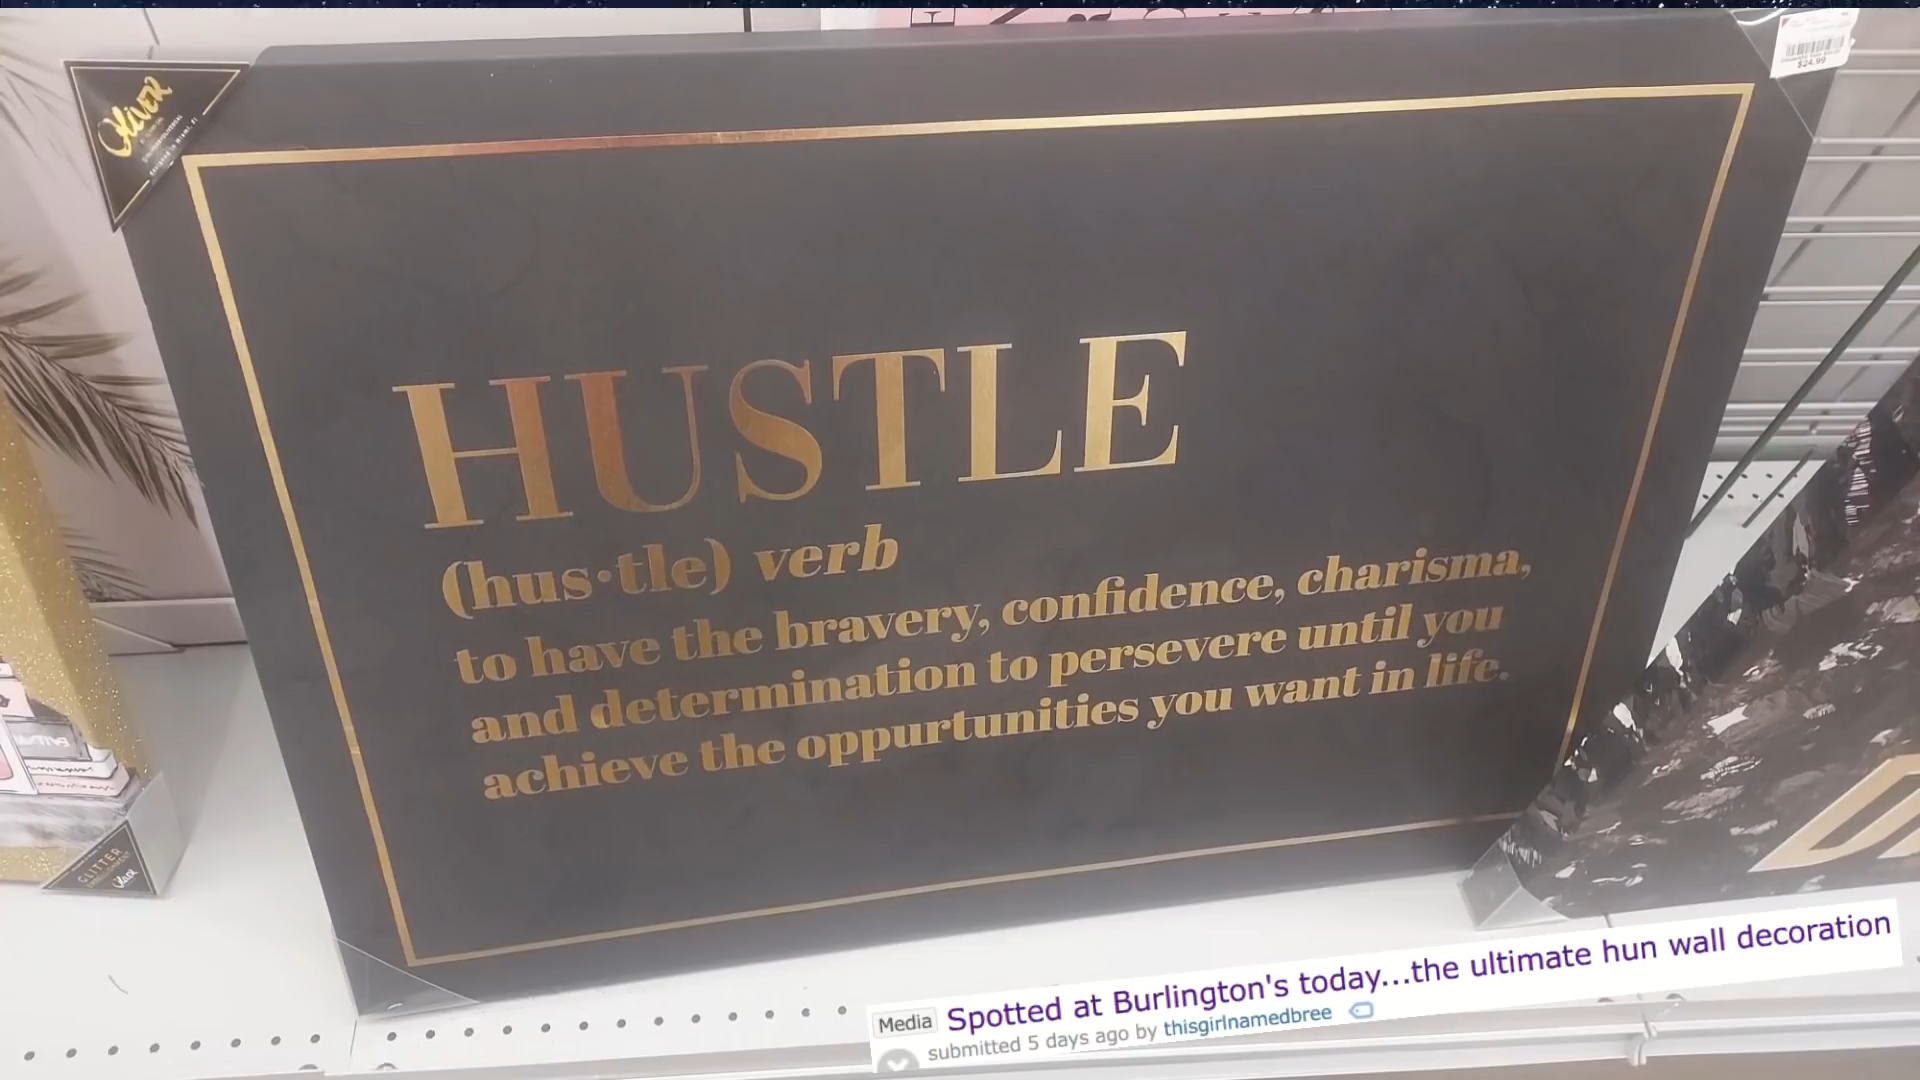 OLIVER
$24.99
HUSTLE
(hus·tle) verb
to have the bravery, confidence, charisma,
and determination to persevere until you
achieve the oppurtunities you want in life.
GLITTER
Media Spotted at Burlington's today...the ultimate hun wall decoration
submitted 5 days ago by thisgirlnamedbree